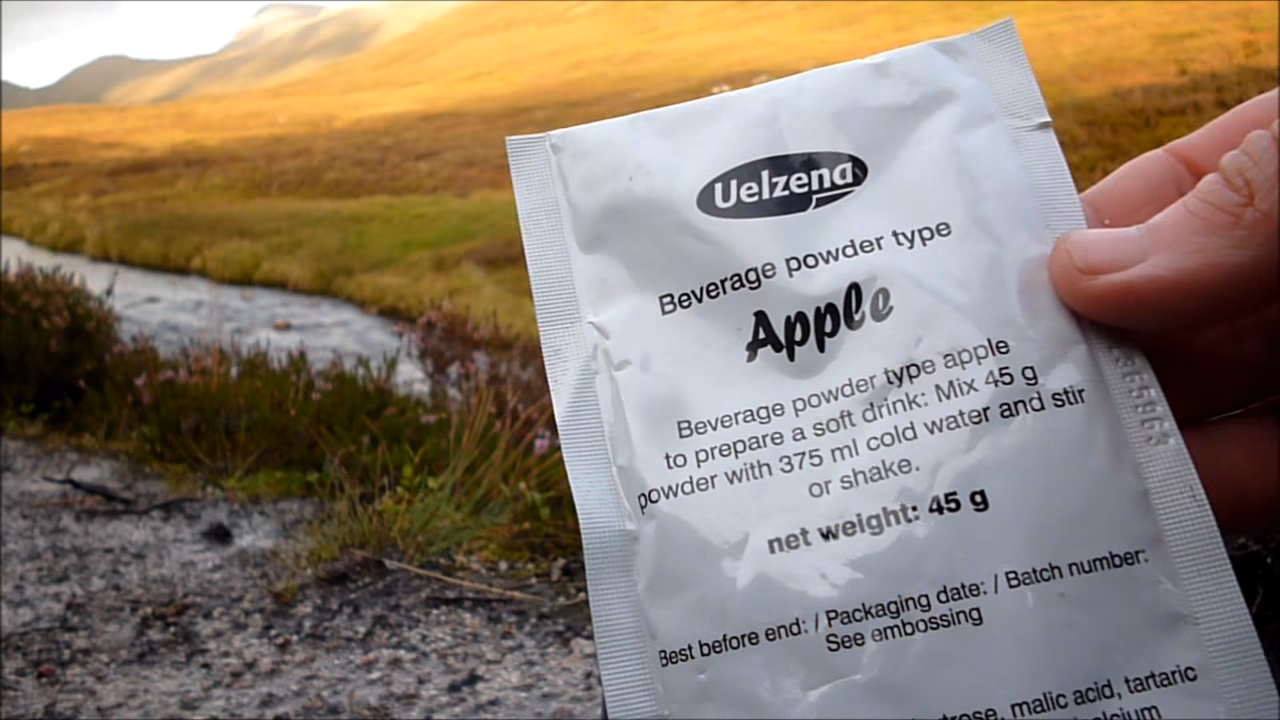 Uelzena
Beverage powder type
Apple
Beverage powder type apple
to prepare a soft drink: Mix 45 g
powder with 375 ml cold water and stir
or shake.
net weight: 45 g
Best before end: / Packaging date: / Batch number:
See embossing
malic acid, tartaric